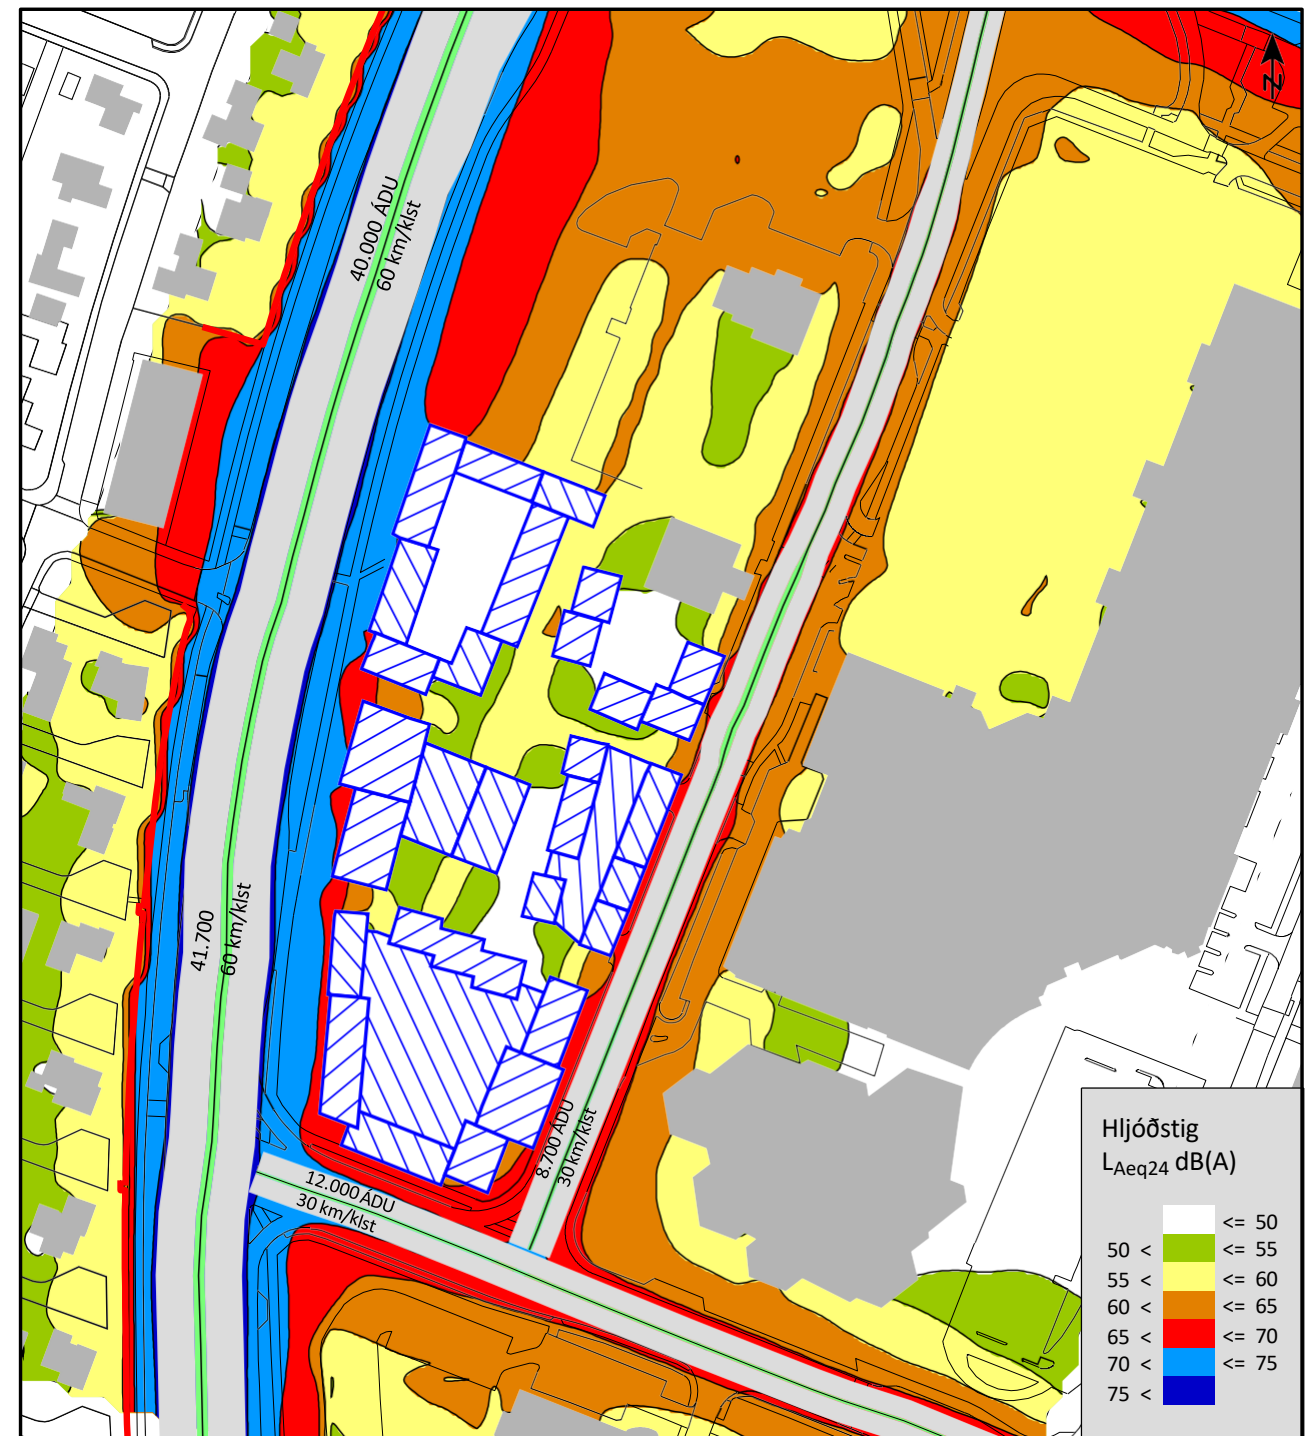 N
40.000 ÁDU
60 km/klst
41.700
60 km/klst
8.700 ÁDU
30 km/klst
12.000 ÁDU
30 km/klst
Hljóðstig
LAeq24 dB(A)
<= 50
50 < <= 55
55 < <= 60
60 < <= 65
65 < <= 70
70 < <= 75
75 <